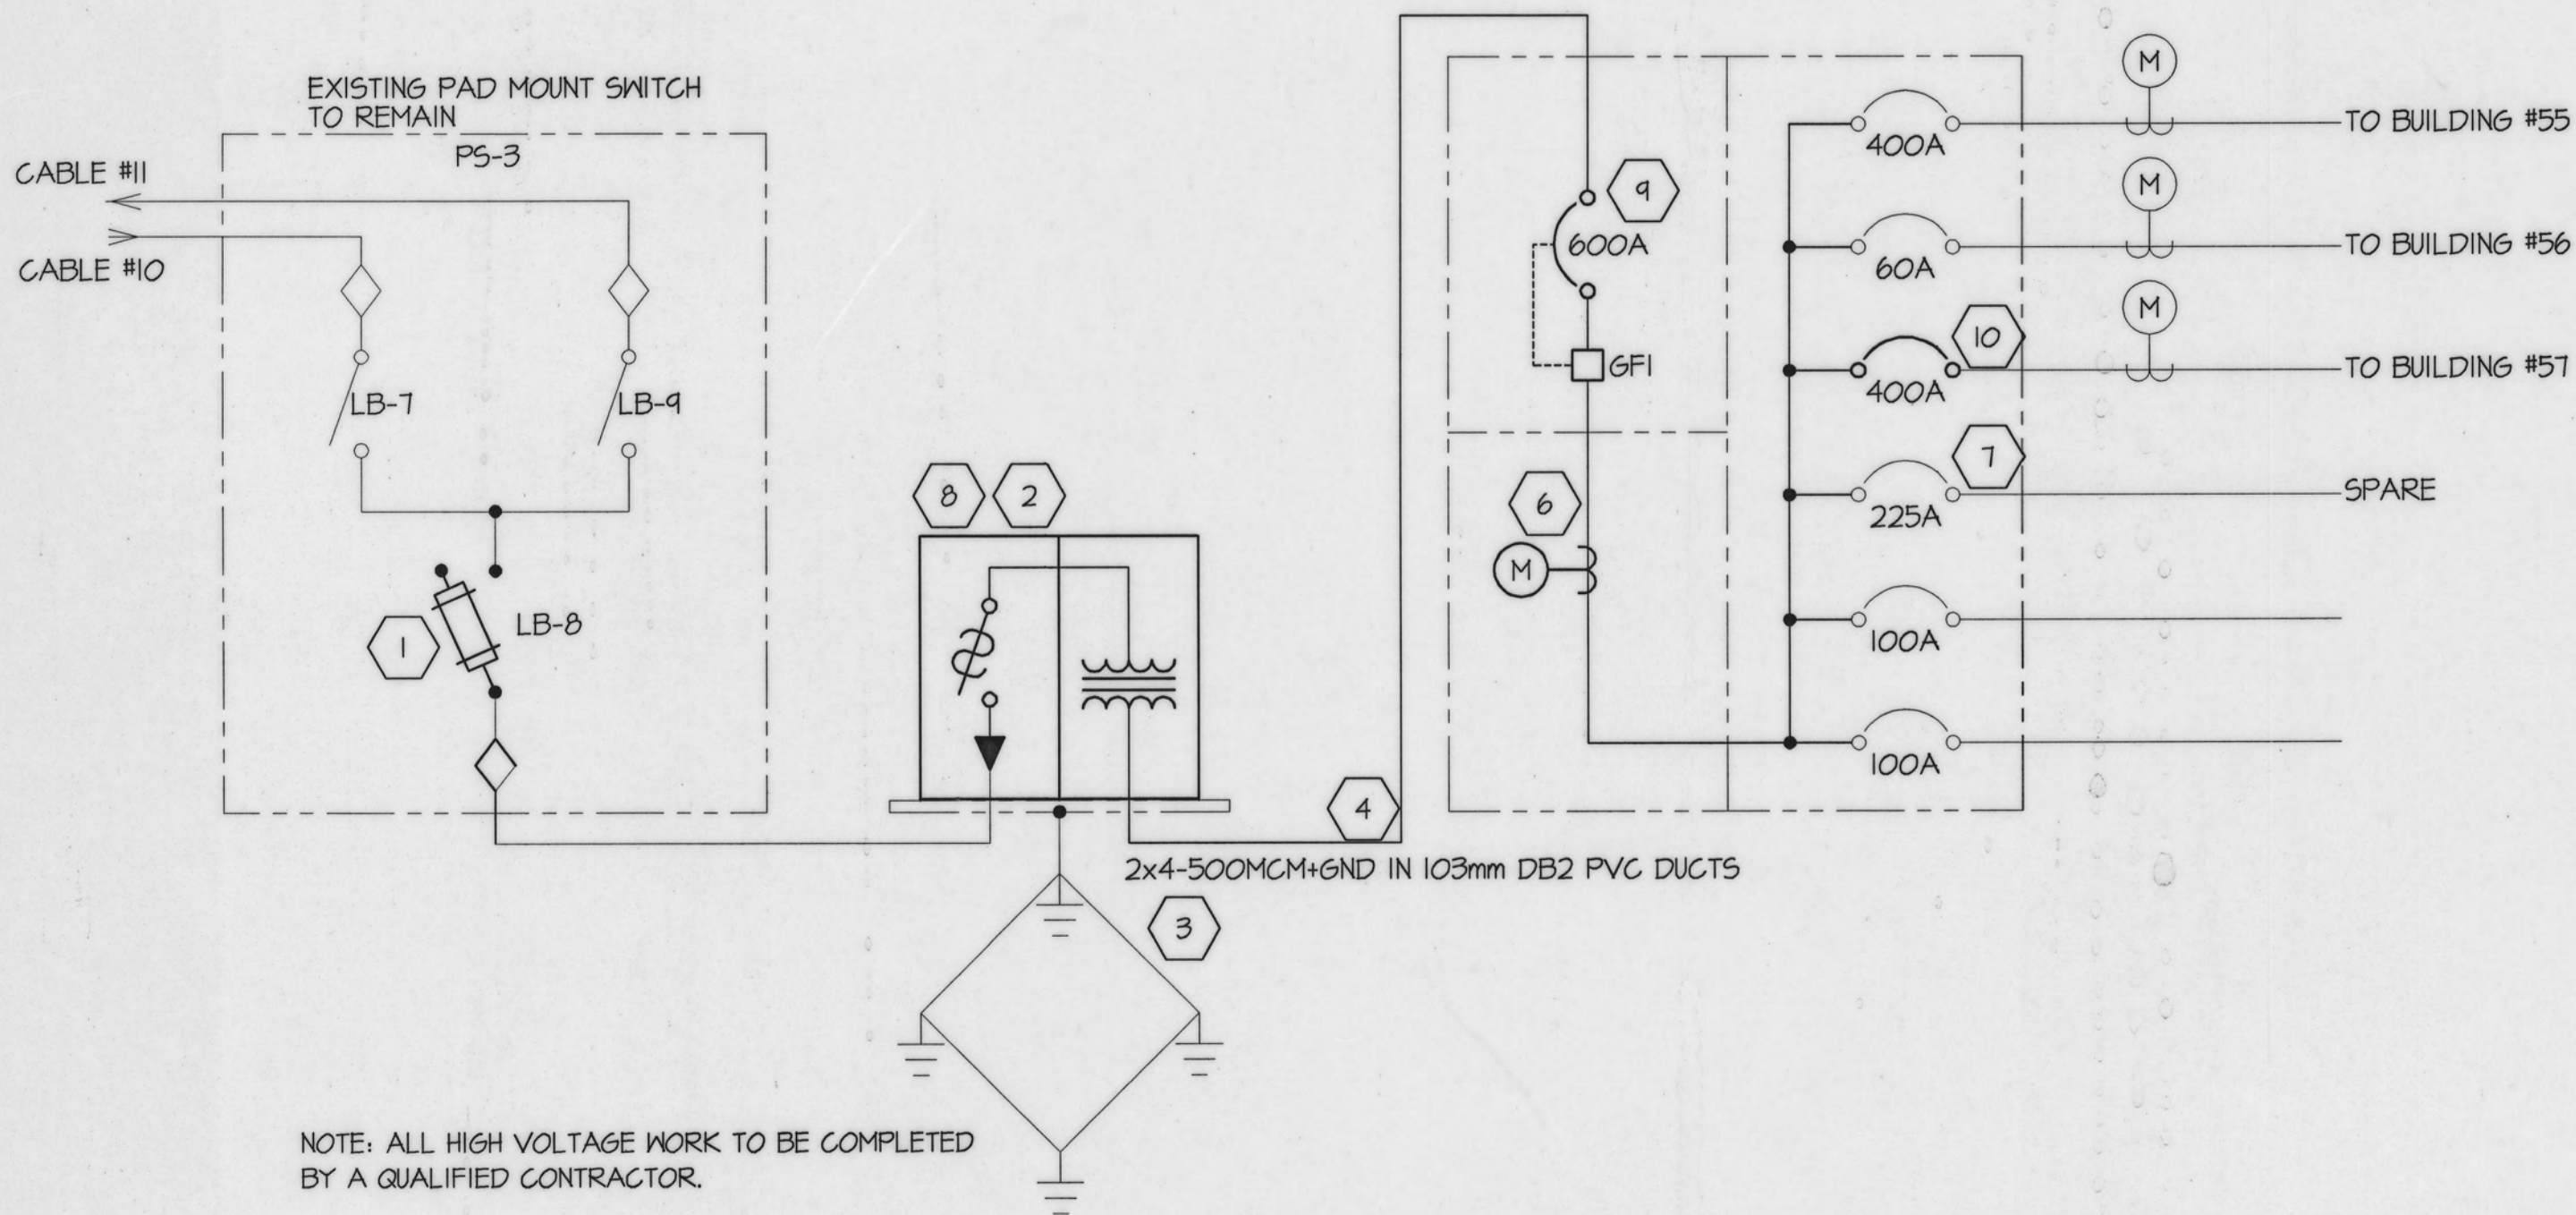 EXISTING PAD MOUNT SWITCH
TO REMAIN
PS-3
CABLE #11
CABLE #10
LB-7
LB-9
1
LB-8
8
2
3
4
2x4-500MCM+GND IN 103mm DB2 PVC DUCTS
9
600A
GFI
6
M
400A
M
TO BUILDING #55
60A
M
TO BUILDING #56
10
400A
M
TO BUILDING #57
7
225A
SPARE
100A
100A
NOTE: ALL HIGH VOLTAGE WORK TO BE COMPLETED
BY A QUALIFIED CONTRACTOR.